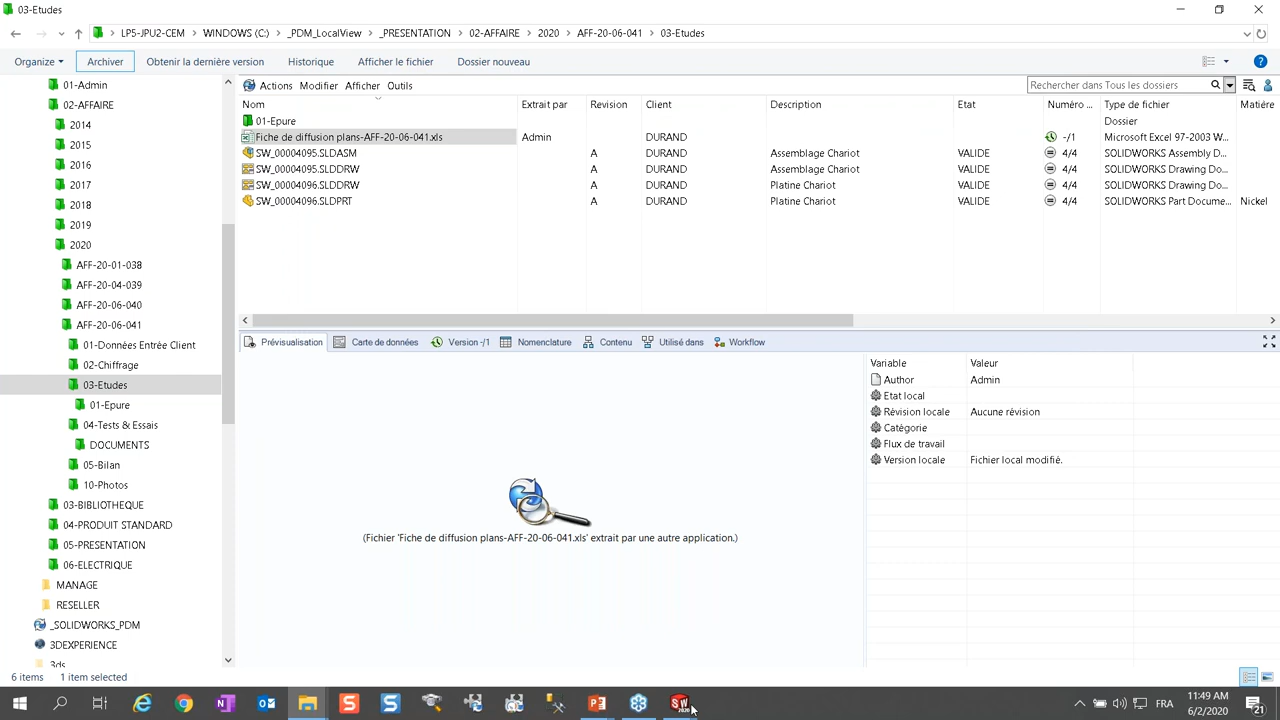 03-Etudes
LP5-JPU2-CEM > WINDOWS (C:) > _PDM_LocalView > _PRESENTATION > 02-AFFAIRE > 2020 > AFF-20-06-041 > 03-Etudes
Organize Archiver Obtenir la dernière version Historique Afficher le fichier Dossier nouveau
Actions Modifier Afficher Outils Rechercher dans Tous les dossiers
Nom Extrait par Revision Client Description Etat Numéro ... Type de fichier Matière
01-Epure Dossier
Fiche de diffusion plans-AFF-20-06-041.xls Admin DURAND -/1 Microsoft Excel 97-2003 W...
SW_00004095.SLDASM A DURAND Assemblage Chariot VALIDE 4/4 SOLIDWORKS Assembly D...
SW_00004095.SLDDRW A DURAND Assemblage Chariot VALIDE 4/4 SOLIDWORKS Drawing Do...
SW_00004096.SLDDRW A DURAND Platine Chariot VALIDE 4/4 SOLIDWORKS Drawing Do...
SW_00004096.SLDPRT A DURAND Platine Chariot VALIDE 4/4 SOLIDWORKS Part Docume... Nickel
01-Admin
02-AFFAIRE
2014
2015
2016
2017
2018
2019
2020
AFF-20-01-038
AFF-20-04-039
AFF-20-06-040
AFF-20-06-041
01-Données Entrée Client
02-Chiffrage
03-Etudes
01-Epure
04-Tests & Essais
DOCUMENTS
05-Bilan
10-Photos
03-BIBLIOTHEQUE
04-PRODUIT STANDARD
05-PRESENTATION
06-ELECTRIQUE
MANAGE
RESELLER
_SOLIDWORKS_PDM
3DEXPERIENCE
3ds
Prévisualisation Carte de données Version -/1 Nomenclature Contenu Utilisé dans Workflow
(Fichier 'Fiche de diffusion plans-AFF-20-06-041.xls' extrait par une autre application.)
Variable Valeur
Author Admin
Etat local
Révision locale Aucune révision
Catégorie
Flux de travail
Version locale Fichier local modifié.
6 items 1 item selected
FRA
11:49 AM
6/2/2020
21